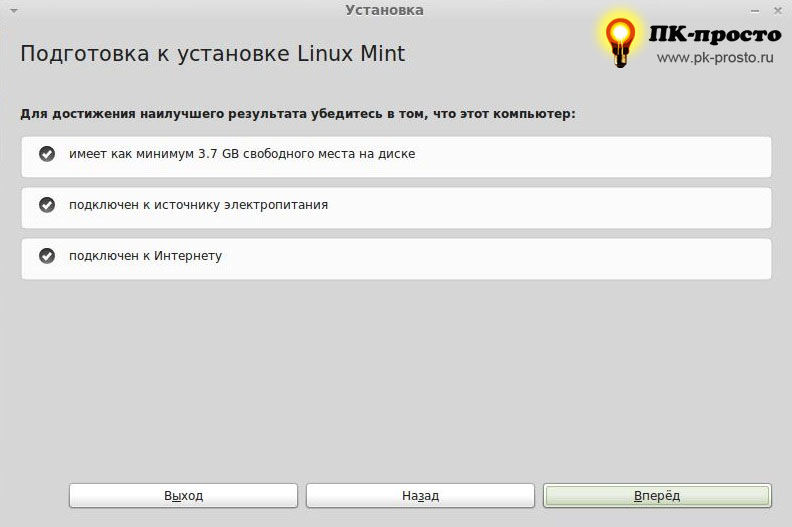 Установка
ПК-просто
www.pk-prosto.ru
Подготовка к установке Linux Mint
Для достижения наилучшего результата убедитесь в том, что этот компьютер:
имеет как минимум 3.7 GB свободного места на диске
подключен к источнику электропитания
подключен к Интернету
Выход
Назад
Вперёд